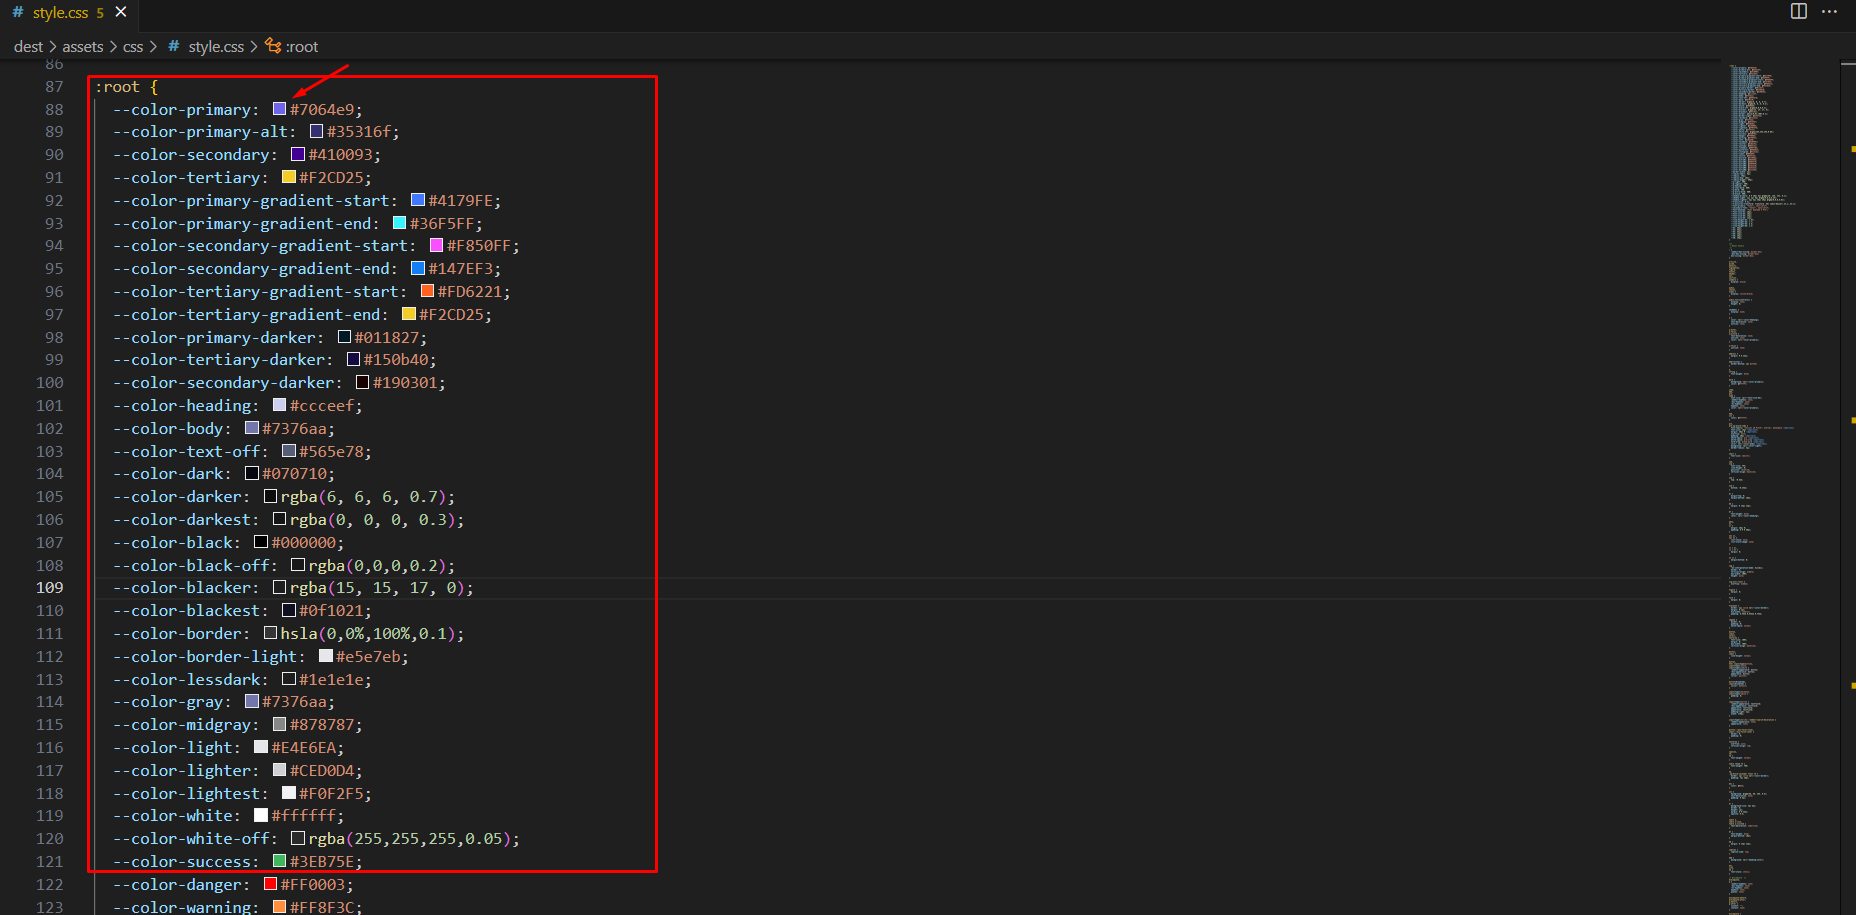 # style.css 5 ×
dest > assets > css > # style.css > :root
86
87 :root {
88 --color-primary: #7064e9;
89 --color-primary-alt: #35316f;
90 --color-secondary: #410093;
91 --color-tertiary: #F2CD25;
92 --color-primary-gradient-start: #4179FE;
93 --color-primary-gradient-end: #36F5FF;
94 --color-secondary-gradient-start: #F850FF;
95 --color-secondary-gradient-end: #147EF3;
96 --color-tertiary-gradient-start: #FD6221;
97 --color-tertiary-gradient-end: #F2CD25;
98 --color-primary-darker: #011827;
99 --color-tertiary-darker: #150b40;
100 --color-secondary-darker: #190301;
101 --color-heading: #ccceef;
102 --color-body: #7376aa;
103 --color-text-off: #565e78;
104 --color-dark: #070710;
105 --color-darker: rgba(6, 6, 6, 0.7);
106 --color-darkest: rgba(0, 0, 0, 0.3);
107 --color-black: #000000;
108 --color-black-off: rgba(0,0,0,0.2);
109 --color-blacker: rgba(15, 15, 17, 0);
110 --color-blackest: #0f1021;
111 --color-border: hsla(0,0%,100%,0.1);
112 --color-border-light: #e5e7eb;
113 --color-lessdark: #1e1e1e;
114 --color-gray: #7376aa;
115 --color-midgray: #878787;
116 --color-light: #E4E6EA;
117 --color-lighter: #CED0D4;
118 --color-lightest: #F0F2F5;
119 --color-white: #ffffff;
120 --color-white-off: rgba(255,255,255,0.05);
121 --color-success: #3EB75E;
122 --color-danger: #FF0003;
123 --color-warning: #FF8F3C;